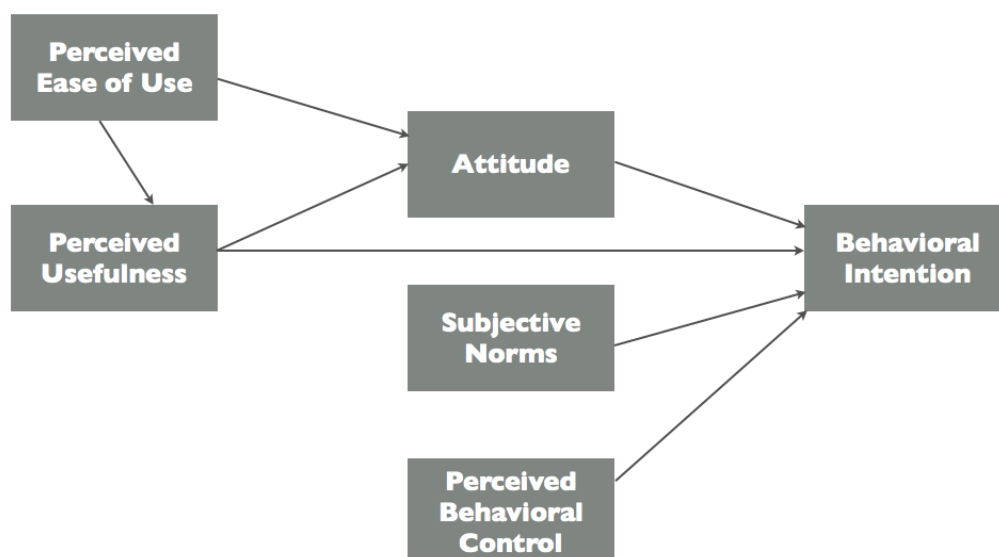 Perceived
Ease of Use
Attitude
Perceived
Usefulness
Behavioral
Intention
Subjective
Norms
Perceived
Behavioral
Control